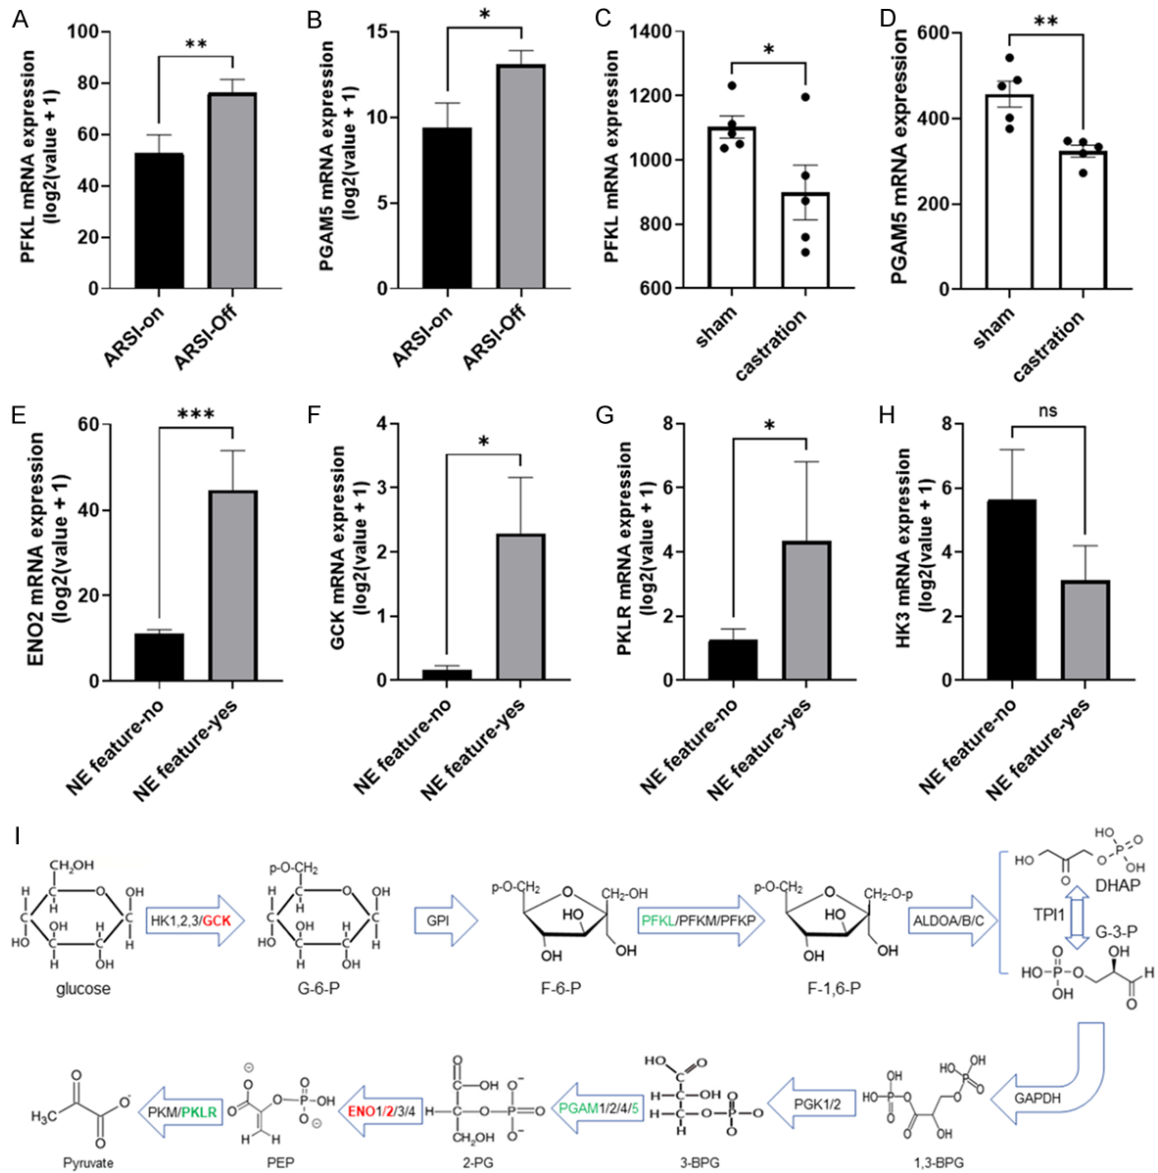 A
PFKL mRNA expression
(log2(value + 1)
100
80
60
40
20
0
**
ARSI-on
ARSI-Off
B
PGAM5 mRNA expression
(log2(value + 1)
15
10
5
0
*
ARSI-on
ARSI-Off
C
PFKL mRNA expression
1400
1200
1000
800
600
*
sham
castration
D
PGAM5 mRNA expression
600
400
200
0
**
sham
castration
E
ENO2 mRNA expression
(log2(value + 1)
60
40
20
0
***
NE feature-no
NE feature-yes
F
GCK mRNA expression
(log2(value + 1)
4
3
2
1
0
*
NE feature-no
NE feature-yes
G
PKLR mRNA expression
(log2(value + 1)
8
6
4
2
0
*
NE feature-no
NE feature-yes
H
HK3 mRNA expression
(log2(value + 1)
8
6
4
2
0
ns
NE feature-no
NE feature-yes
I
glucose
HK1,2,3/GCK
G-6-P
GPI
F-6-P
PFKL/PFKM/PFKP
F-1,6-P
ALDOA/B/C
DHAP
TPI1
G-3-P
GAPDH
1,3-BPG
PGK1/2
3-BPG
PGAM1/2/4/5
2-PG
ENO1/2/3/4
PEP
PKM/PKLR
Pyruvate